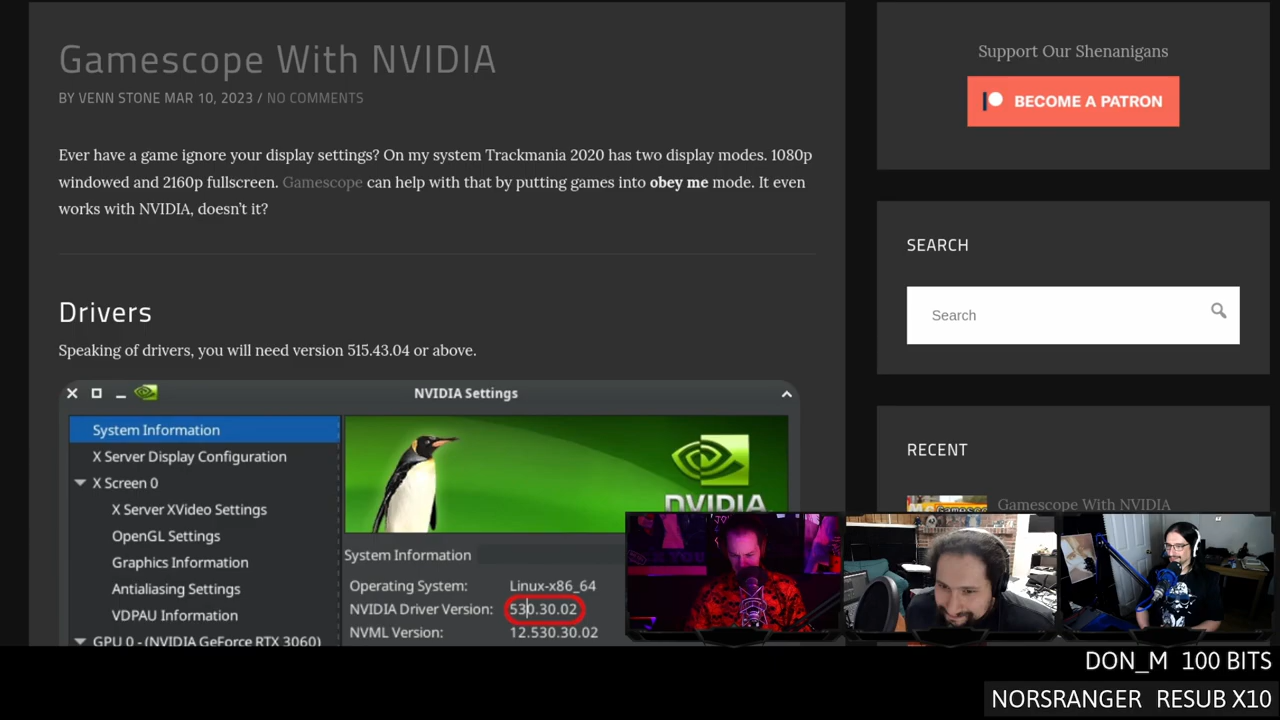 Gamescope With NVIDIA
BY VENN STONE MAR 10, 2023 / NO COMMENTS
Ever have a game ignore your display settings? On my system Trackmania 2020 has two display modes. 1080p
windowed and 2160p fullscreen. Gamescope can help with that by putting games into obey me mode. It even
works with NVIDIA, doesn't it?
Drivers
Speaking of drivers, you will need version 515.43.04 or above.
NVIDIA Settings
System Information
X Server Display Configuration
X Screen 0
X Server XVideo Settings
OpenGL Settings
Graphics Information
Antialiasing Settings
VDPAU Information
GPU 0 - (NVIDIA GeForce RTX 3060)
NVIDIA
System Information
Operating System: Linux-x86_64
NVIDIA Driver Version: 530.30.02
NVML Version: 12.530.30.02
Support Our Shenanigans
BECOME A PATRON
SEARCH
Search
RECENT
Gamescope With NVIDIA
DON_M 100 BITS
NORSRANGER RESUB X10